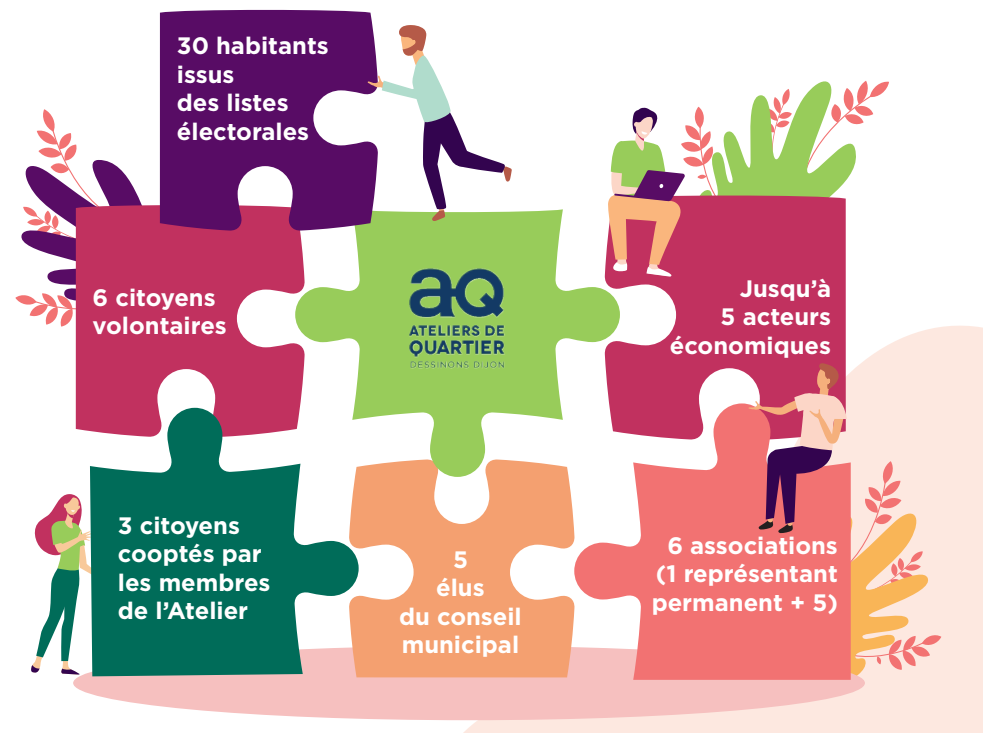 30 habitants
issus
des listes
électorales
6 citoyens
volontaires
aQ
ATELIERS DE
QUARTIER
DESSINONS DIJON
Jusqu’à
5 acteurs
économiques
3 citoyens
cooptés par
les membres
de l’Atelier
5
élus
du conseil
municipal
6 associations
(1 représentant
permanent + 5)